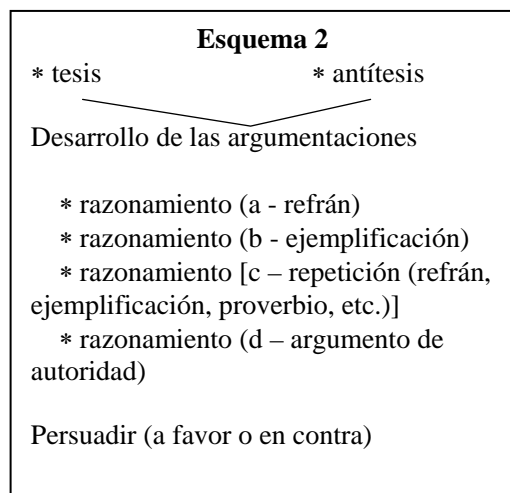 Esquema 2
∗ tesis ∗ antítesis
Desarrollo de las argumentaciones
∗ razonamiento (a - refrán)
∗ razonamiento (b - ejemplificación)
∗ razonamiento [c – repetición (refrán,
ejemplificación, proverbio, etc.)]
∗ razonamiento (d – argumento de
autoridad)
Persuadir (a favor o en contra)